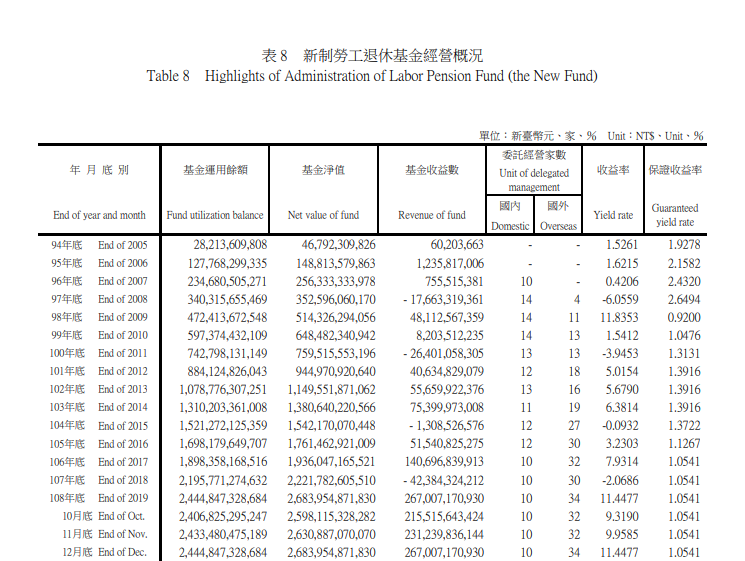 表 8 新制勞工退休基金經營概況
Table 8 Highlights of Administration of Labor Pension Fund (the New Fund)
單位：新臺幣元、家、％ Unit：NT$、Unit、％
年 月 底 別 基金運用餘額 基金淨值 基金收益數 委託經營家數 Unit of delegated management 收益率 保證收益率
End of year and month Fund utilization balance Net value of fund Revenue of fund 國內 Domestic 國外 Overseas Yield rate Guaranteed yield rate
94年底 End of 2005 28,213,609,808 46,792,309,826 60,203,663 - - 1.5261 1.9278
95年底 End of 2006 127,768,299,335 148,813,579,863 1,235,817,006 - - 1.6215 2.1582
96年底 End of 2007 234,680,505,271 256,333,333,978 755,515,381 10 - 0.4206 2.4320
97年底 End of 2008 340,315,655,469 352,596,060,170 - 17,663,319,361 14 4 -6.0559 2.6494
98年底 End of 2009 472,413,672,548 514,326,294,056 48,112,567,359 14 11 11.8353 0.9200
99年底 End of 2010 597,374,432,109 648,482,340,942 8,203,512,235 14 13 1.5412 1.0476
100年底 End of 2011 742,798,131,149 759,515,553,196 - 26,401,058,305 13 13 -3.9453 1.3131
101年底 End of 2012 884,124,826,043 944,970,920,640 40,634,829,079 12 18 5.0154 1.3916
102年底 End of 2013 1,078,776,307,251 1,149,551,871,062 55,659,922,376 13 16 5.6790 1.3916
103年底 End of 2014 1,310,203,361,008 1,380,640,220,566 75,399,973,008 11 19 6.3814 1.3916
104年底 End of 2015 1,521,272,125,359 1,542,170,070,448 - 1,308,526,576 12 27 -0.0932 1.3722
105年底 End of 2016 1,698,179,649,707 1,761,462,921,009 51,540,825,275 12 30 3.2303 1.1267
106年底 End of 2017 1,898,358,168,516 1,936,047,165,521 140,696,839,913 10 32 7.9314 1.0541
107年底 End of 2018 2,195,771,274,632 2,221,782,605,510 - 42,384,324,212 10 30 -2.0686 1.0541
108年底 End of 2019 2,444,847,328,684 2,683,954,871,830 267,007,170,930 10 34 11.4477 1.0541
10月底 End of Oct. 2,406,825,295,247 2,598,115,328,282 215,515,643,424 10 32 9.3190 1.0541
11月底 End of Nov. 2,433,480,475,189 2,630,887,070,070 231,239,836,144 10 32 9.9585 1.0541
12月底 End of Dec. 2,444,847,328,684 2,683,954,871,830 267,007,170,930 10 34 11.4477 1.0541